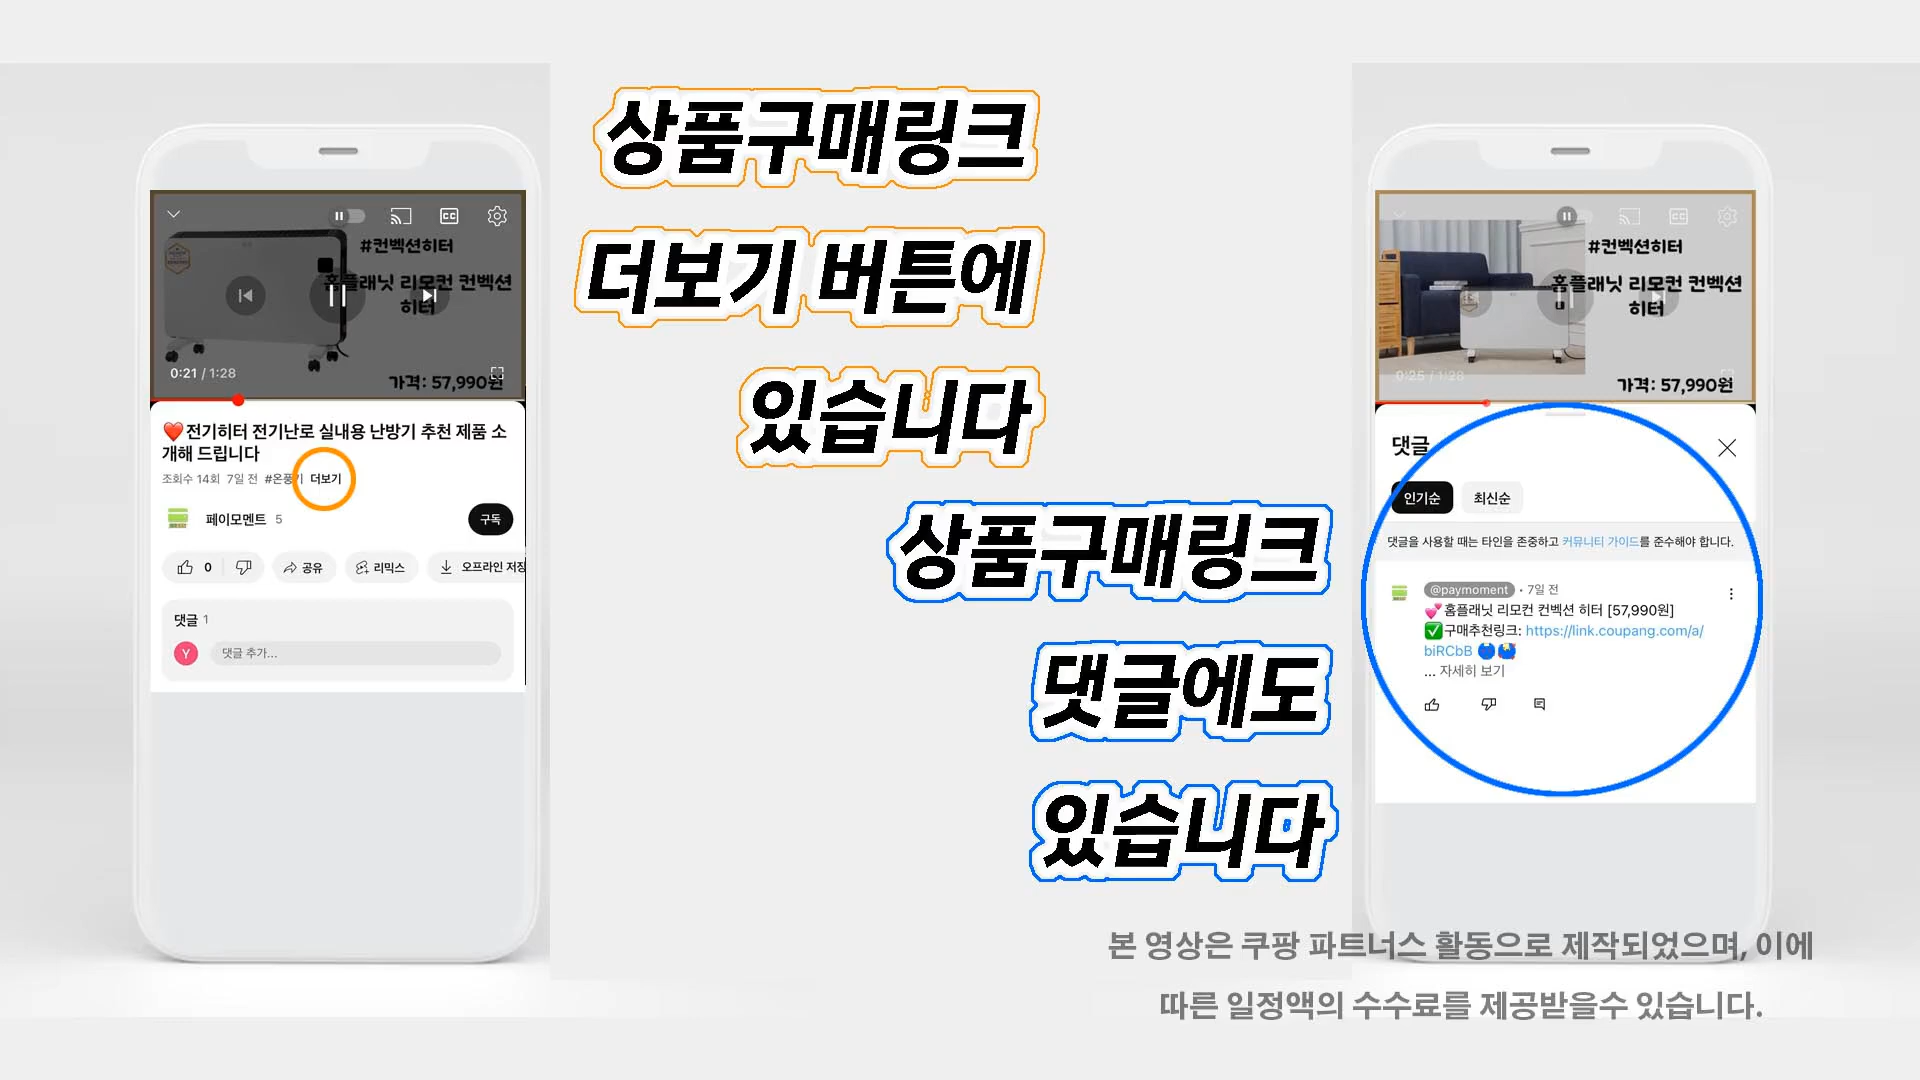 상품구매링크
더보기 버튼에
있습니다
상품구매링크
댓글에도
있습니다
#컨벡션히터
홈플래닛 리모컨 컨벡션
히터
0:21 / 1:28
가격: 57,990원
❤️전기히터 전기난로 실내용 난방기 추천 제품 소
개해 드립니다
조회수 14회 7일 전 #온풍기 더보기
페이모멘트 5
구독
0
공유
리믹스
오프라인 저장
댓글 1
Y
댓글 추가...
#컨벡션히터
홈플래닛 리모컨 컨벡션
히터
0:25 / 1:28
가격: 57,990원
댓글
인기순 최신순
댓글을 사용할 때는 타인을 존중하고 커뮤니티 가이드를 준수해야 합니다.
@paymoment • 7일 전
💕홈플래닛 리모컨 컨벡션 히터 [57,990원]
✅구매추천링크: https://link.coupang.com/a/
biRCbB
... 자세히 보기
본 영상은 쿠팡 파트너스 활동으로 제작되었으며, 이에
따른 일정액의 수수료를 제공받을수 있습니다.